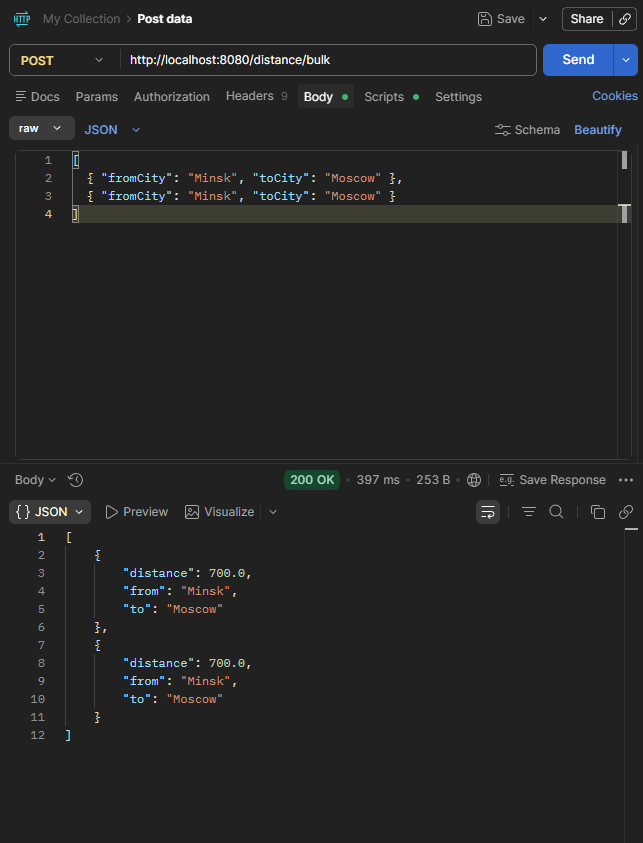 HTTP My Collection > Post data Save Share
POST http://localhost:8080/distance/bulk Send
Docs Params Authorization Headers 9 Body Scripts Settings Cookies
raw JSON Schema Beautify
1 [
2 { "fromCity": "Minsk", "toCity": "Moscow" },
3 { "fromCity": "Minsk", "toCity": "Moscow" }
4 ]
Body 200 OK • 397 ms • 253 B • e.g. Save Response
{} JSON Preview Visualize
1 [
2 {
3 "distance": 700.0,
4 "from": "Minsk",
5 "to": "Moscow"
6 },
7 {
8 "distance": 700.0,
9 "from": "Minsk",
10 "to": "Moscow"
11 }
12 ]